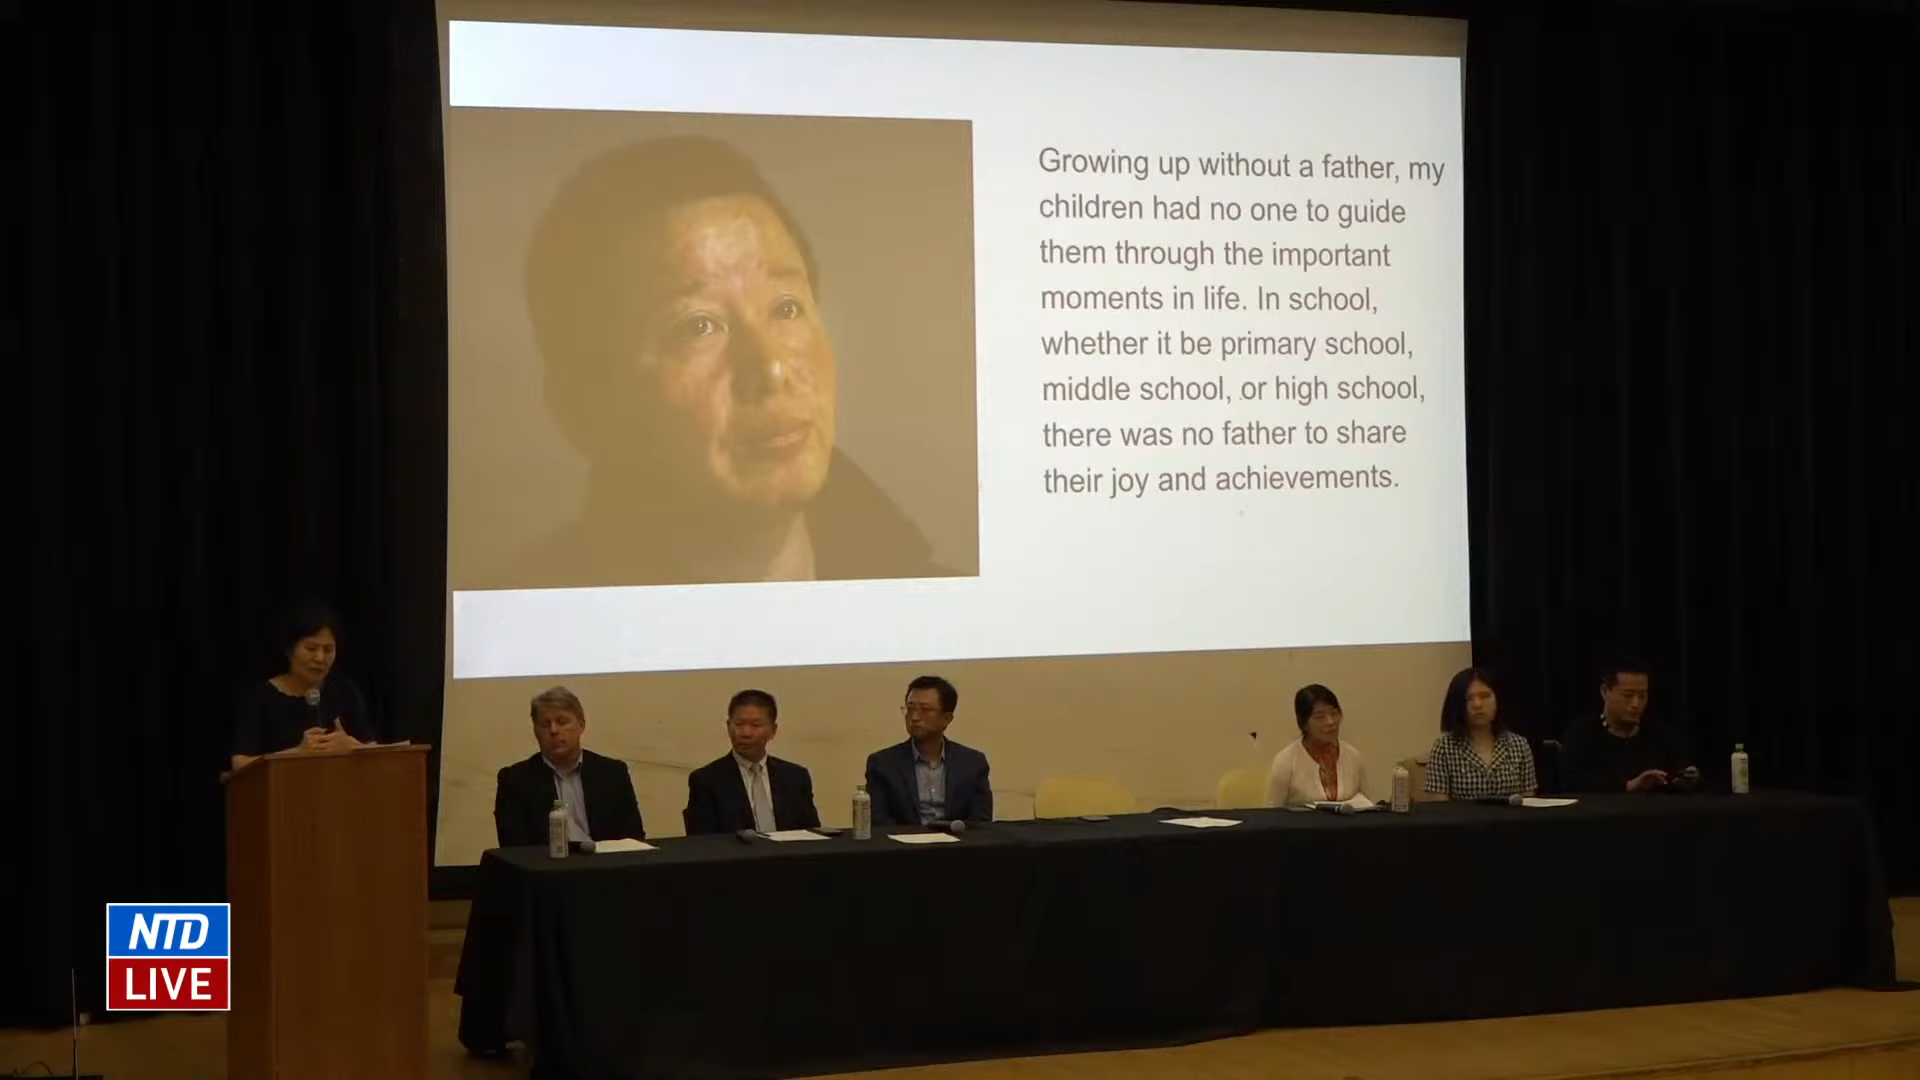 Growing up without a father, my
children had no one to guide
them through the important
moments in life. In school,
whether it be primary school,
middle school, or high school,
there was no father to share
their joy and achievements.
NTD
LIVE